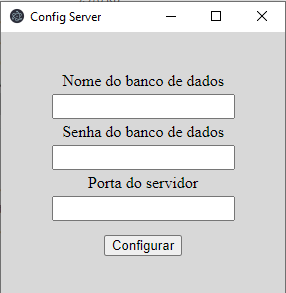 Config Server
Nome do banco de dados
Senha do banco de dados
Porta do servidor
Configurar